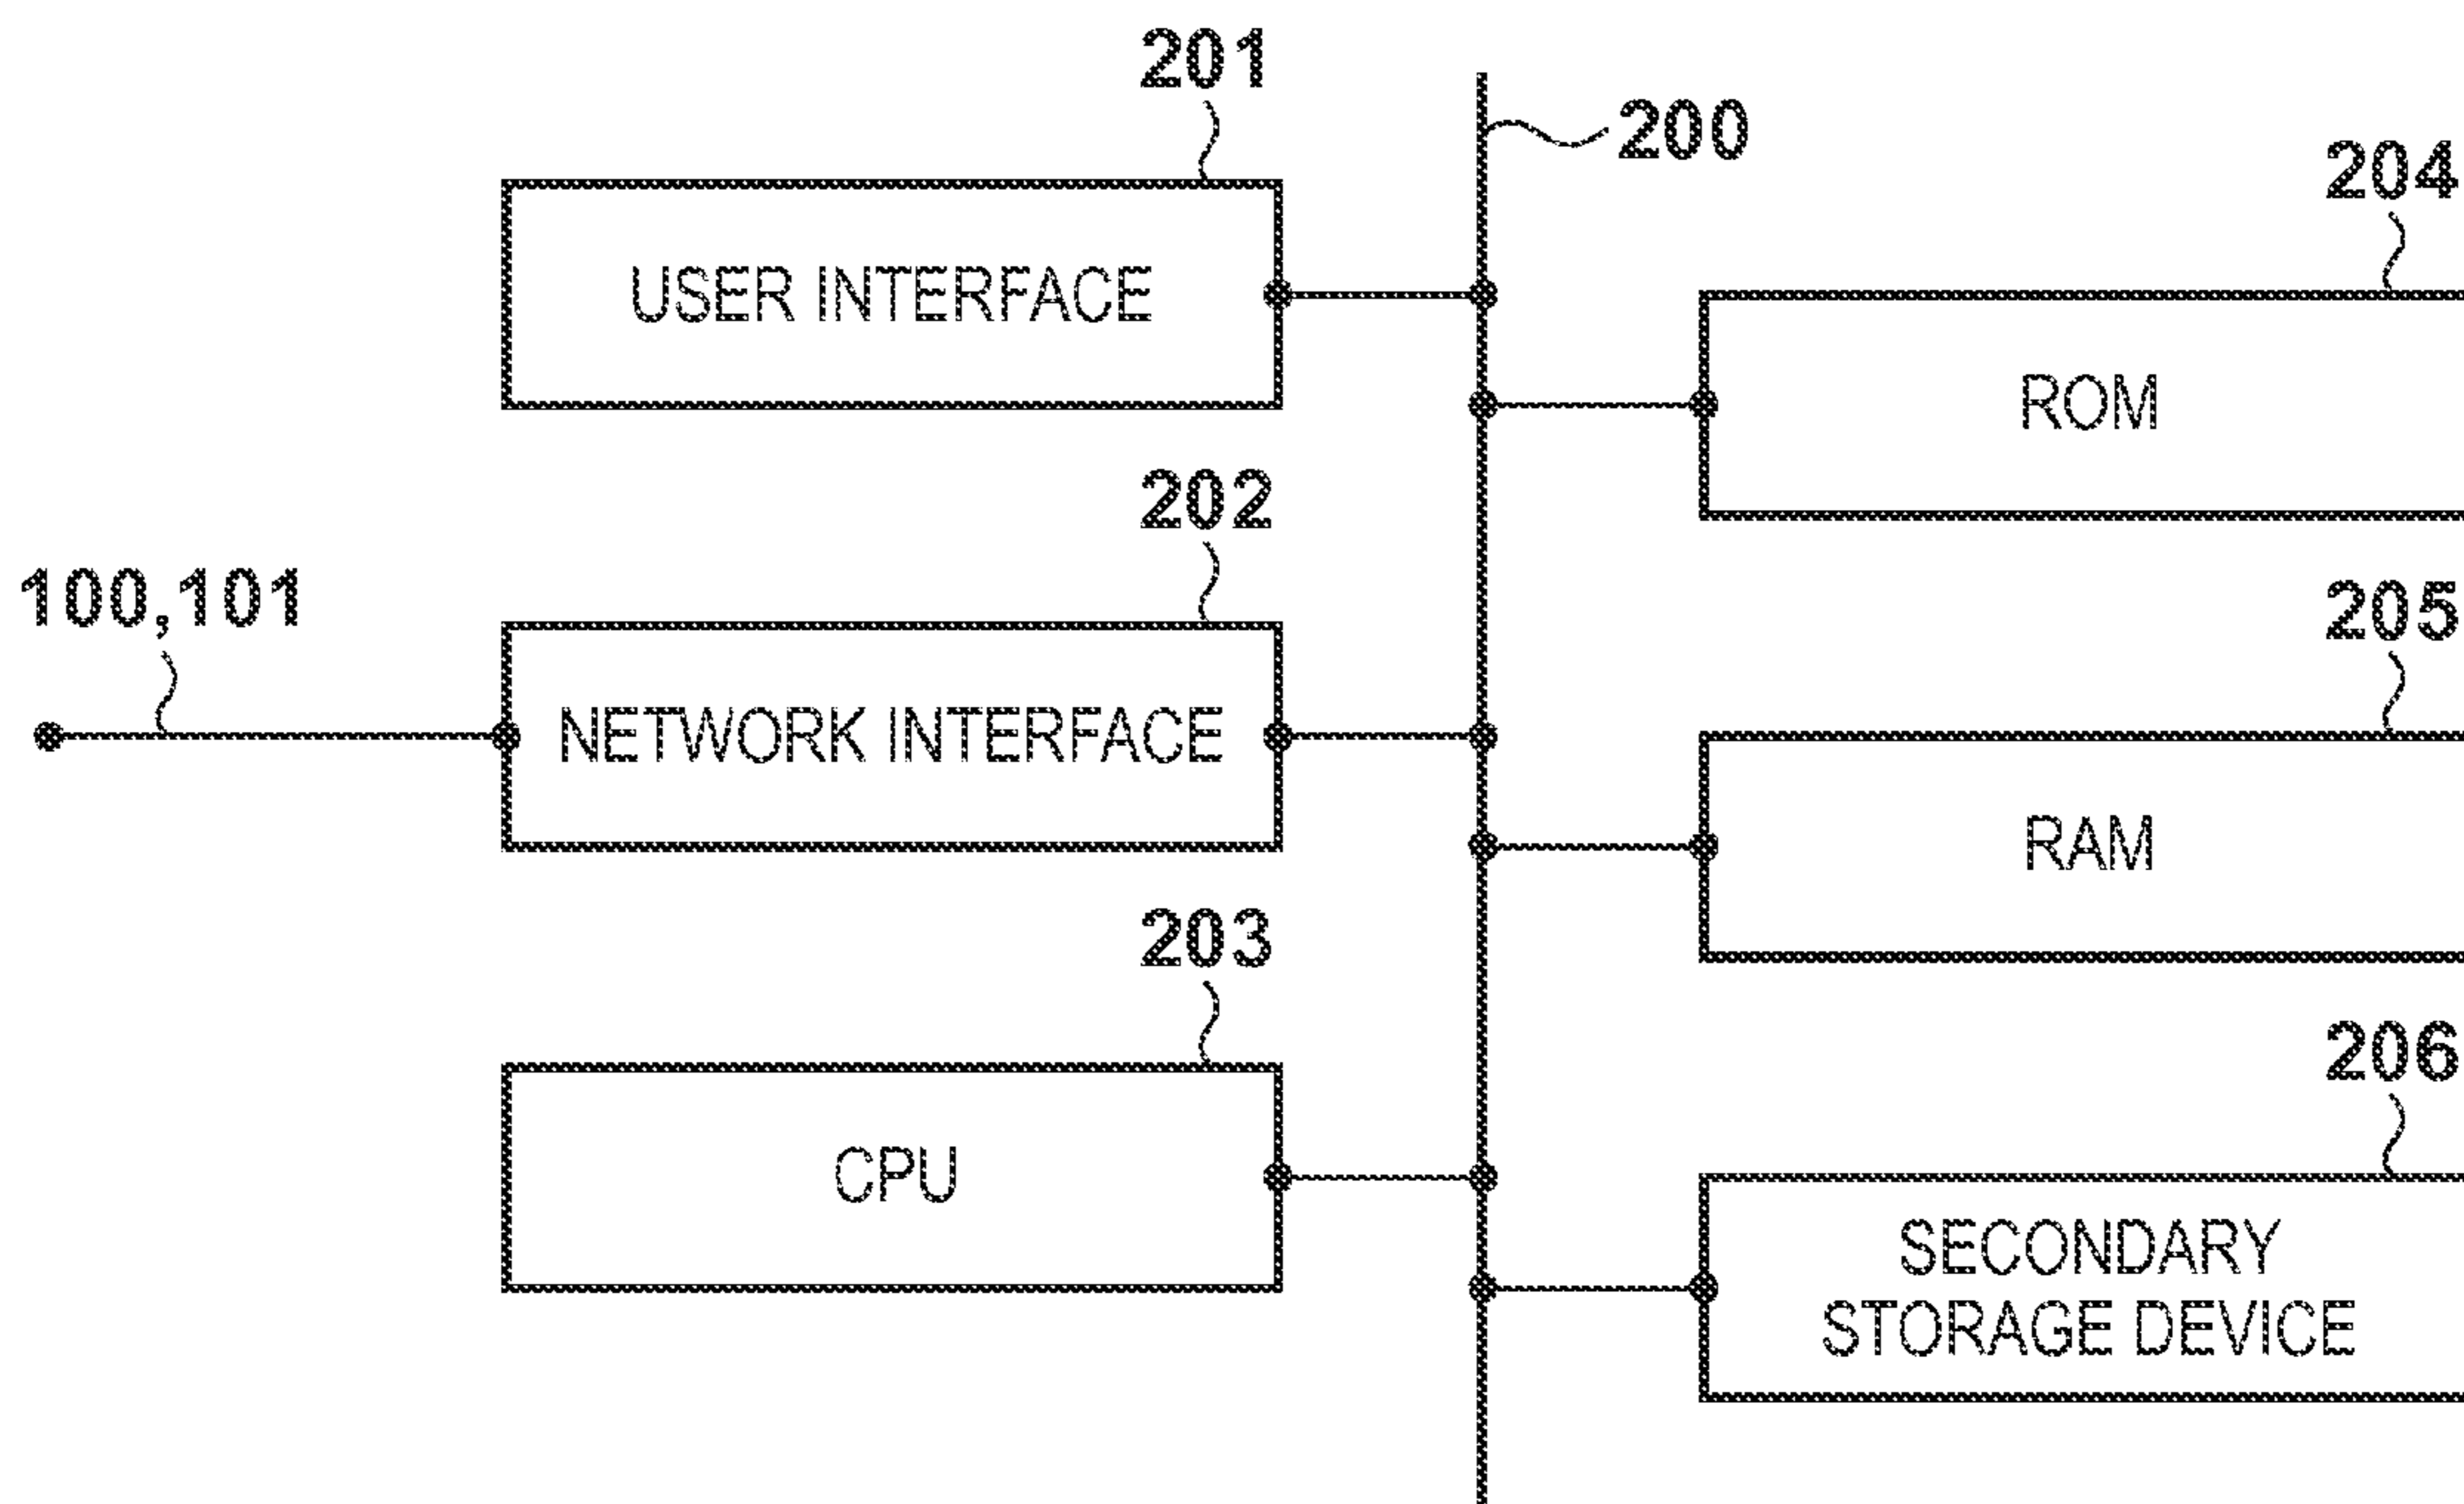 201
200
204
USER INTERFACE
ROM
202
100,101
205
NETWORK INTERFACE
RAM
203
206
CPU
SECONDARY
STORAGE DEVICE